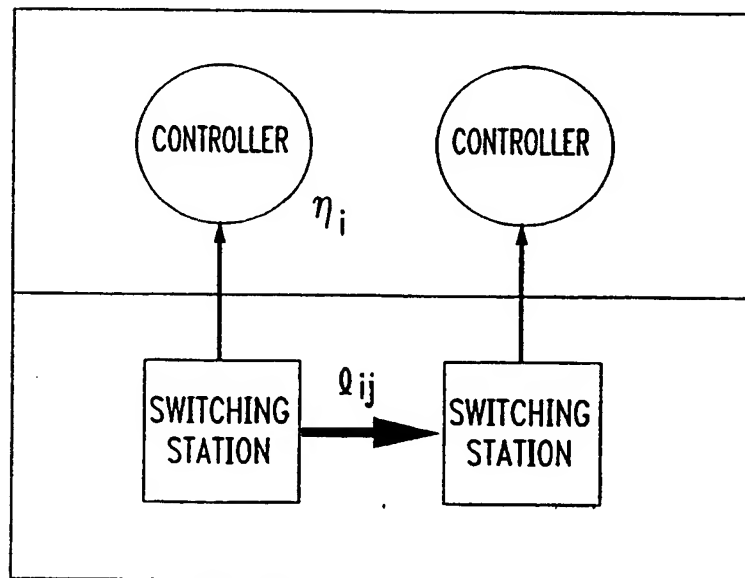 CONTROLLER
CONTROLLER
ηi
ℓij
SWITCHING
STATION
SWITCHING
STATION